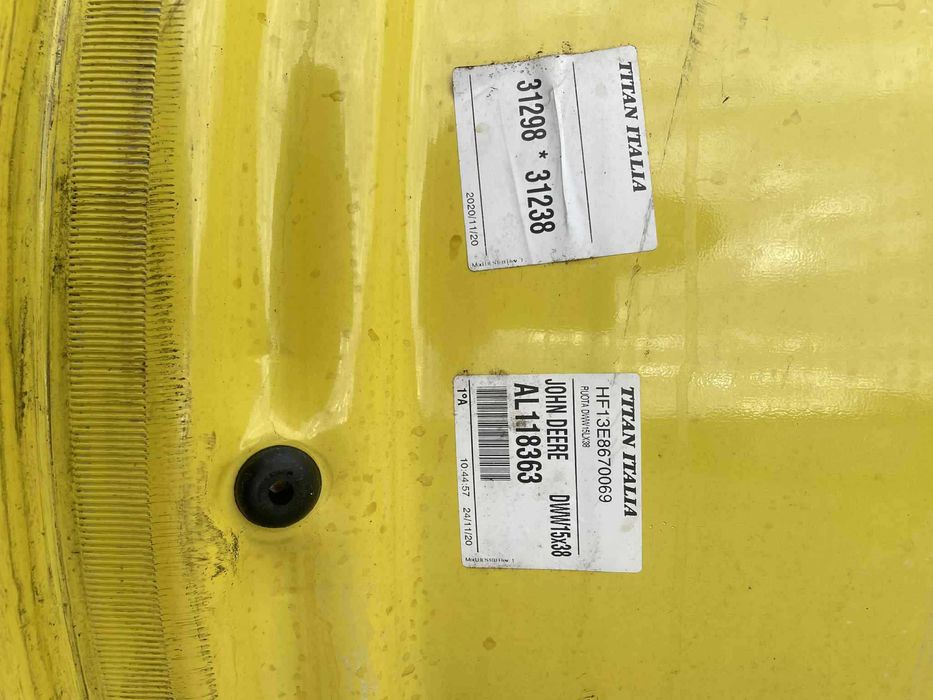 TITAN ITALIA
31298 * 31238
2020/11/20
TITAN ITALIA
HF13E8670069
RUOTA DWW15LX38
JOHN DEERE DWW15x38
AL118363
1°A 10:44:57 24/11/20